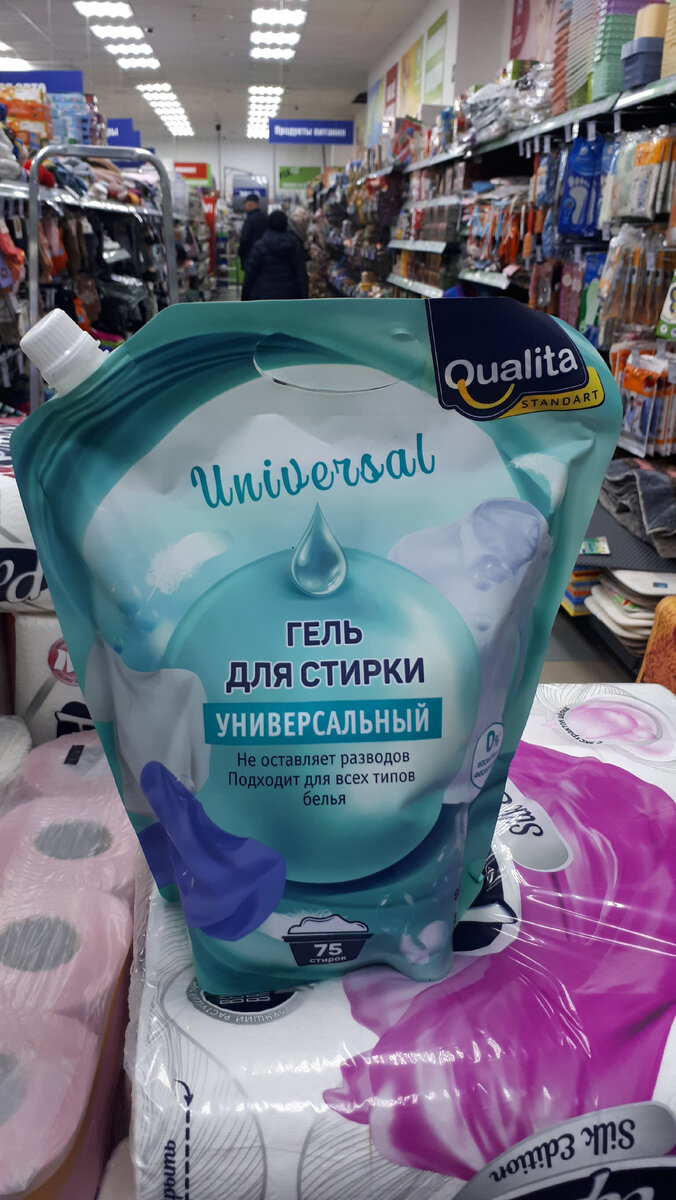 Продукты питания
Qualita
STANDART
Universal
ГЕЛЬ
ДЛЯ СТИРКИ
УНИВЕРСАЛЬНЫЙ
Не оставляет разводов
Подходит для всех типов
белья
0%
75
стирок
Silk Edition